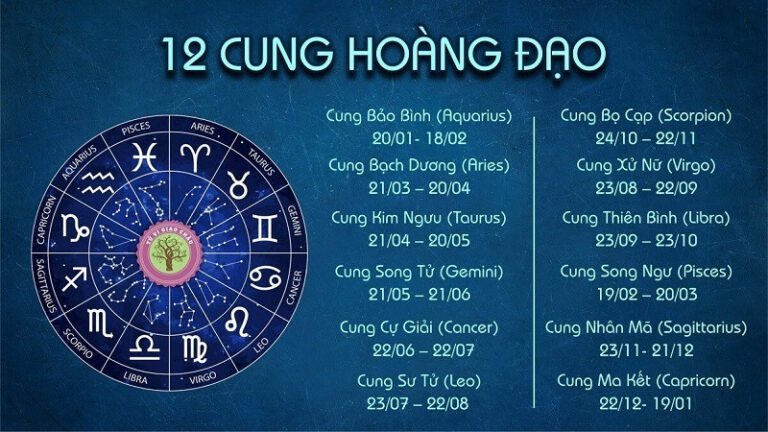 12 CUNG HOÀNG ĐẠO
PISCES
ARIES
TAURUS
GEMINI
CANCER
LEO
VIRGO
LIBRA
SCORPIO
SAGITTARIUS
CAPRICORN
AQUARIUS
TỬ VI GIAO CHÂU
Cung Bảo Bình (Aquarius)
20/01- 18/02
Cung Bạch Dương (Aries)
21/03 – 20/04
Cung Kim Ngưu (Taurus)
21/04 – 20/05
Cung Song Tử (Gemini)
21/05 – 21/06
Cung Cự Giải (Cancer)
22/06 – 22/07
Cung Sư Tử (Leo)
23/07 – 22/08
Cung Bọ Cạp (Scorpion)
24/10 – 22/11
Cung Xử Nữ (Virgo)
23/08 – 22/09
Cung Thiên Bình (Libra)
23/09 – 23/10
Cung Song Ngư (Pisces)
19/02 – 20/03
Cung Nhân Mã (Sagittarius)
23/11- 21/12
Cung Ma Kết (Capricorn)
22/12- 19/01